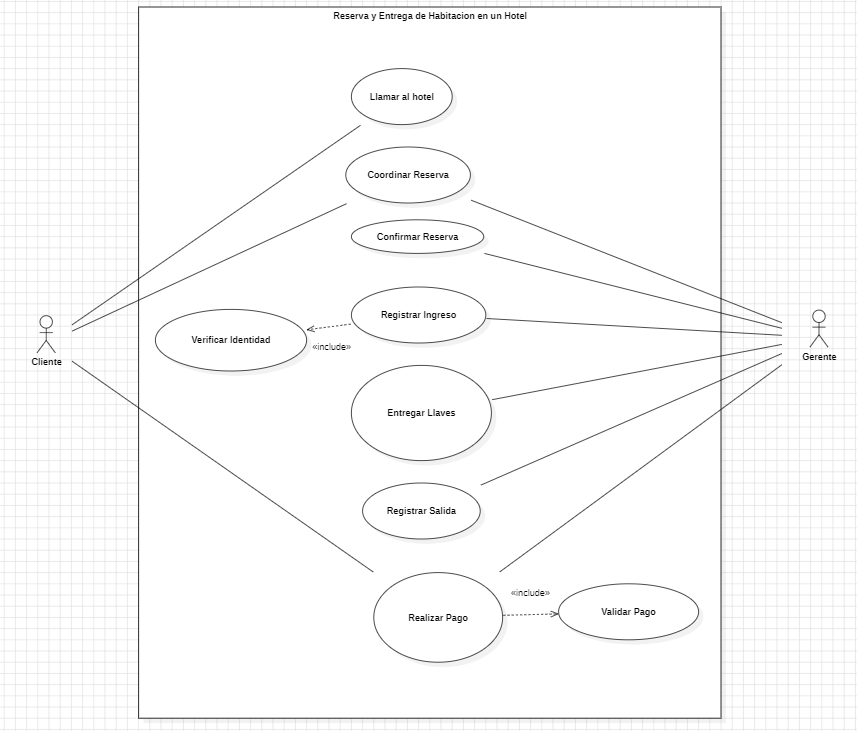 Reserva y Entrega de Habitacion en un Hotel
Llamar al hotel
Coordinar Reserva
Confirmar Reserva
Registrar Ingreso
Verificar Identidad
«include»
Cliente
Gerente
Entregar Llaves
Registrar Salida
«include»
Realizar Pago
Validar Pago